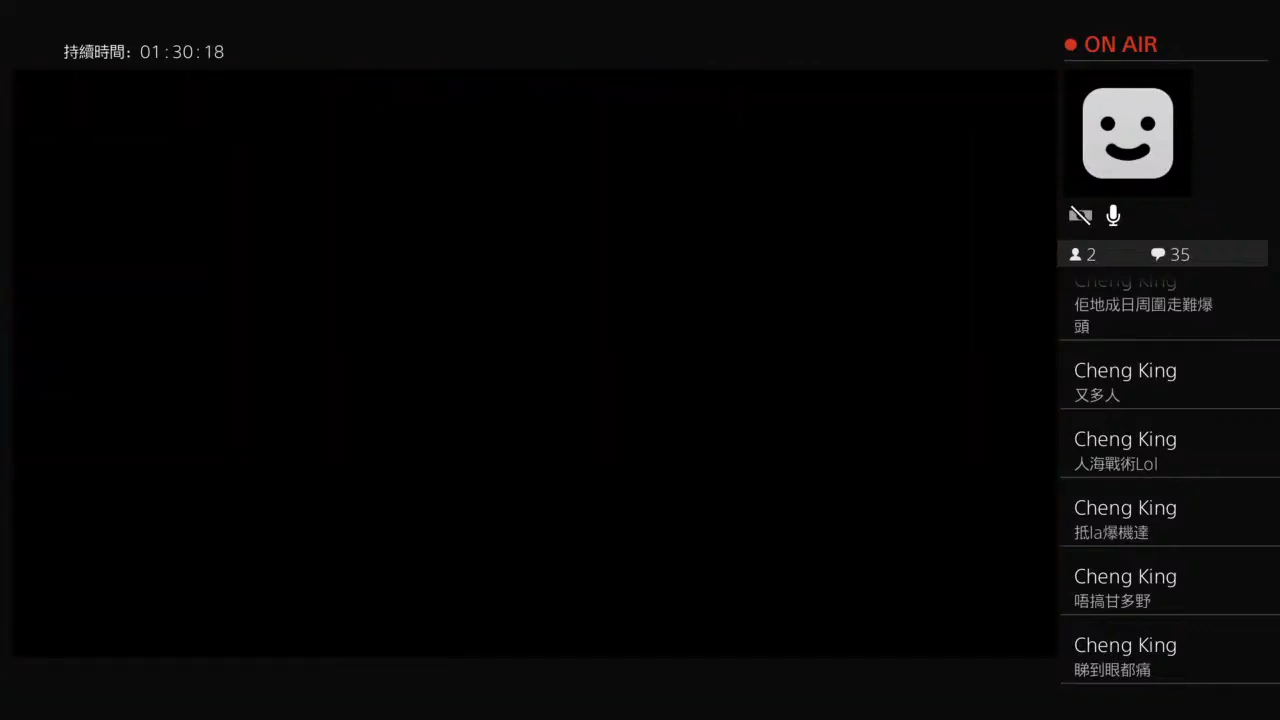 持續時間: 01:30:18
ON AIR
2
35
Cheng King
佢地成日周圍走難爆
頭
Cheng King
又多人
Cheng King
人海戰術Lol
Cheng King
抵la爆機達
Cheng King
唔搞甘多野
Cheng King
睇到眼都痛